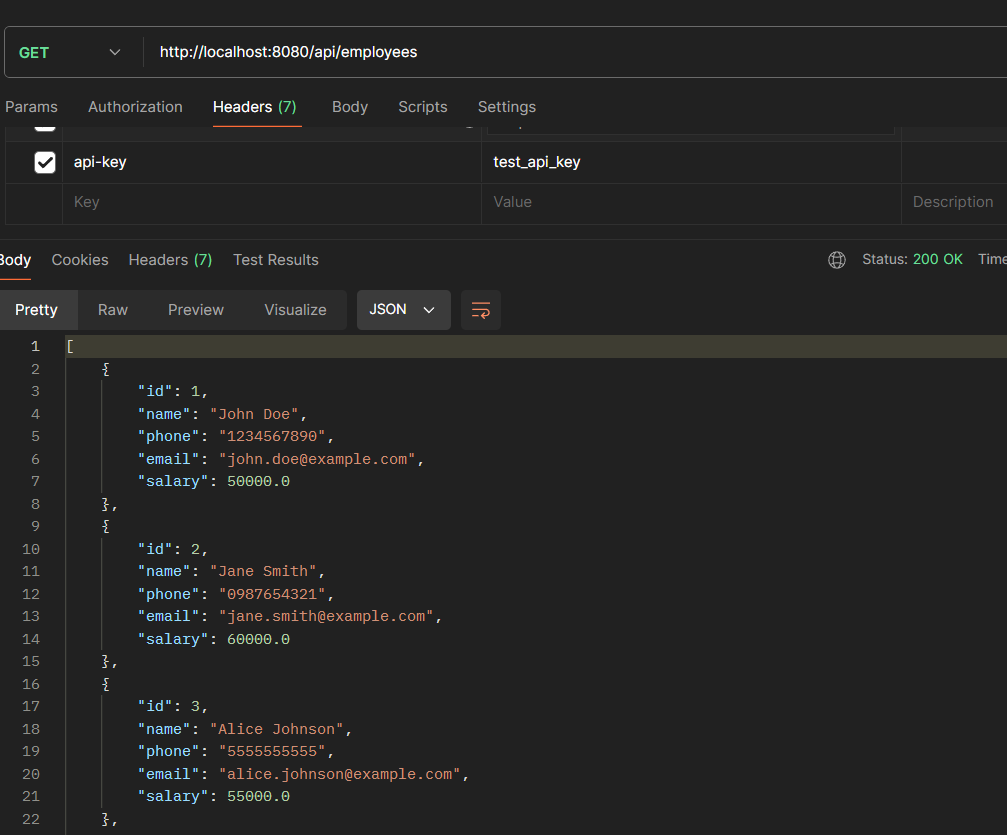 GET http://localhost:8080/api/employees
Params Authorization Headers (7) Body Scripts Settings
api-key test_api_key
Key Value Description
Body Cookies Headers (7) Test Results Status: 200 OK Time
Pretty Raw Preview Visualize JSON
1 [
2 {
3 "id": 1,
4 "name": "John Doe",
5 "phone": "1234567890",
6 "email": "john.doe@example.com",
7 "salary": 50000.0
8 },
9 {
10 "id": 2,
11 "name": "Jane Smith",
12 "phone": "0987654321",
13 "email": "jane.smith@example.com",
14 "salary": 60000.0
15 },
16 {
17 "id": 3,
18 "name": "Alice Johnson",
19 "phone": "5555555555",
20 "email": "alice.johnson@example.com",
21 "salary": 55000.0
22 },